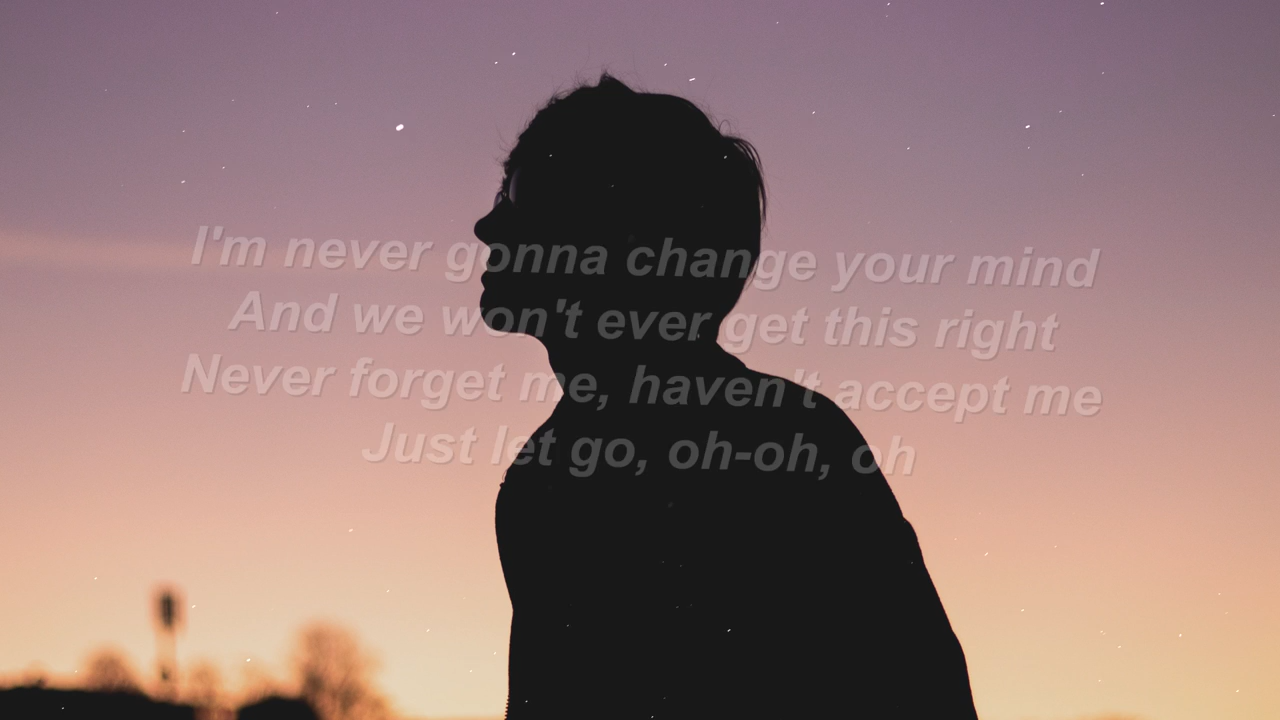 I'm never gonna change your mind
And we won't ever get this right
Never forget me, haven't accept me
Just let go, oh-oh, oh